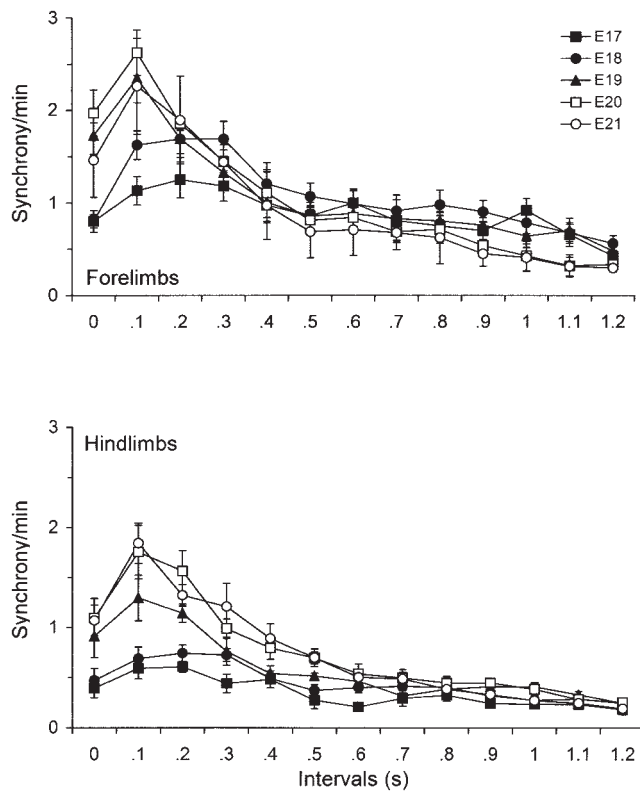 3
2
1
0
Synchrony/min
E17
E18
E19
E20
E21
Forelimbs
0 .1 .2 .3 .4 .5 .6 .7 .8 .9 1 1.1 1.2
3
2
1
0
Synchrony/min
Hindlimbs
0 .1 .2 .3 .4 .5 .6 .7 .8 .9 1 1.1 1.2
Intervals (s)